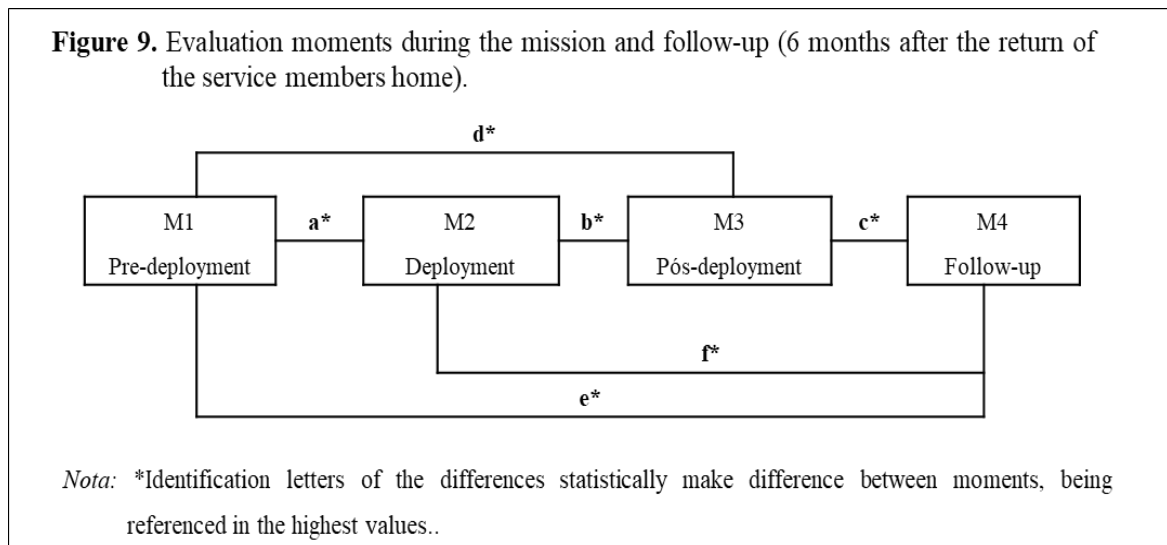 Figure 9. Evaluation moments during the mission and follow-up (6 months after the return of
the service members home).
d*
M1
Pre-deployment
a*
M2
Deployment
b*
M3
Pós-deployment
c*
M4
Follow-up
f*
e*
Nota: *Identification letters of the differences statistically make difference between moments, being
referenced in the highest values..